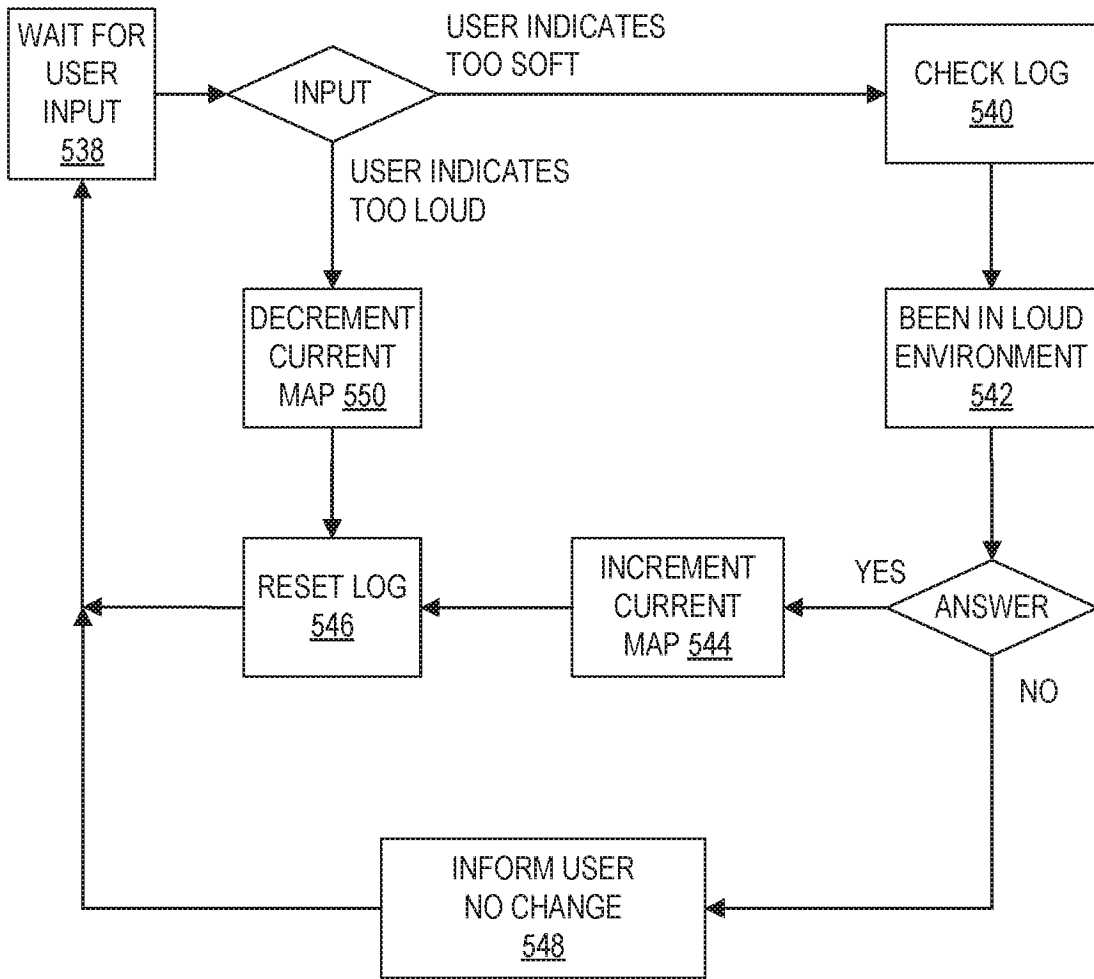 WAIT FOR
USER
INPUT
538
INPUT
USER INDICATES
TOO SOFT
CHECK LOG
540
USER INDICATES
TOO LOUD
DECREMENT
CURRENT
MAP 550
BEEN IN LOUD
ENVIRONMENT
542
RESET LOG
546
INCREMENT
CURRENT
MAP 544
YES
ANSWER
NO
INFORM USER
NO CHANGE
548